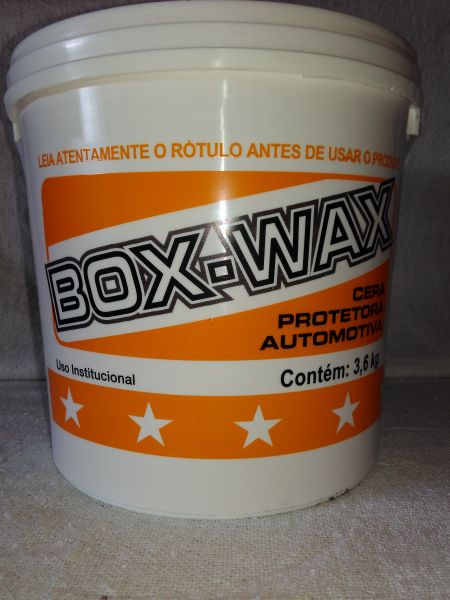 LEIA ATENTAMENTE O RÓTULO ANTES DE USAR O PRODUTO
BOX-WAX
CERA
PROTETORA
AUTOMOTIVA
Uso Institucional
Contém: 3,6 kg